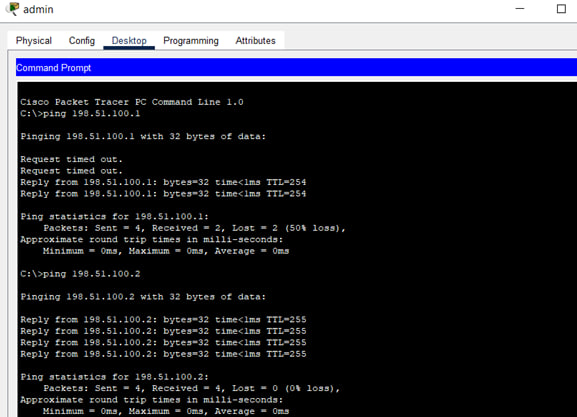 admin
Physical Config Desktop Programming Attributes
Command Prompt
Cisco Packet Tracer PC Command Line 1.0
C:\>ping 198.51.100.1
Pinging 198.51.100.1 with 32 bytes of data:
Request timed out.
Request timed out.
Reply from 198.51.100.1: bytes=32 time<1ms TTL=254
Reply from 198.51.100.1: bytes=32 time<1ms TTL=254
Ping statistics for 198.51.100.1:
Packets: Sent = 4, Received = 2, Lost = 2 (50% loss),
Approximate round trip times in milli-seconds:
Minimum = 0ms, Maximum = 0ms, Average = 0ms
C:\>ping 198.51.100.2
Pinging 198.51.100.2 with 32 bytes of data:
Reply from 198.51.100.2: bytes=32 time<1ms TTL=255
Reply from 198.51.100.2: bytes=32 time<1ms TTL=255
Reply from 198.51.100.2: bytes=32 time<1ms TTL=255
Reply from 198.51.100.2: bytes=32 time<1ms TTL=255
Ping statistics for 198.51.100.2:
Packets: Sent = 4, Received = 4, Lost = 0 (0% loss),
Approximate round trip times in milli-seconds:
Minimum = 0ms, Maximum = 0ms, Average = 0ms